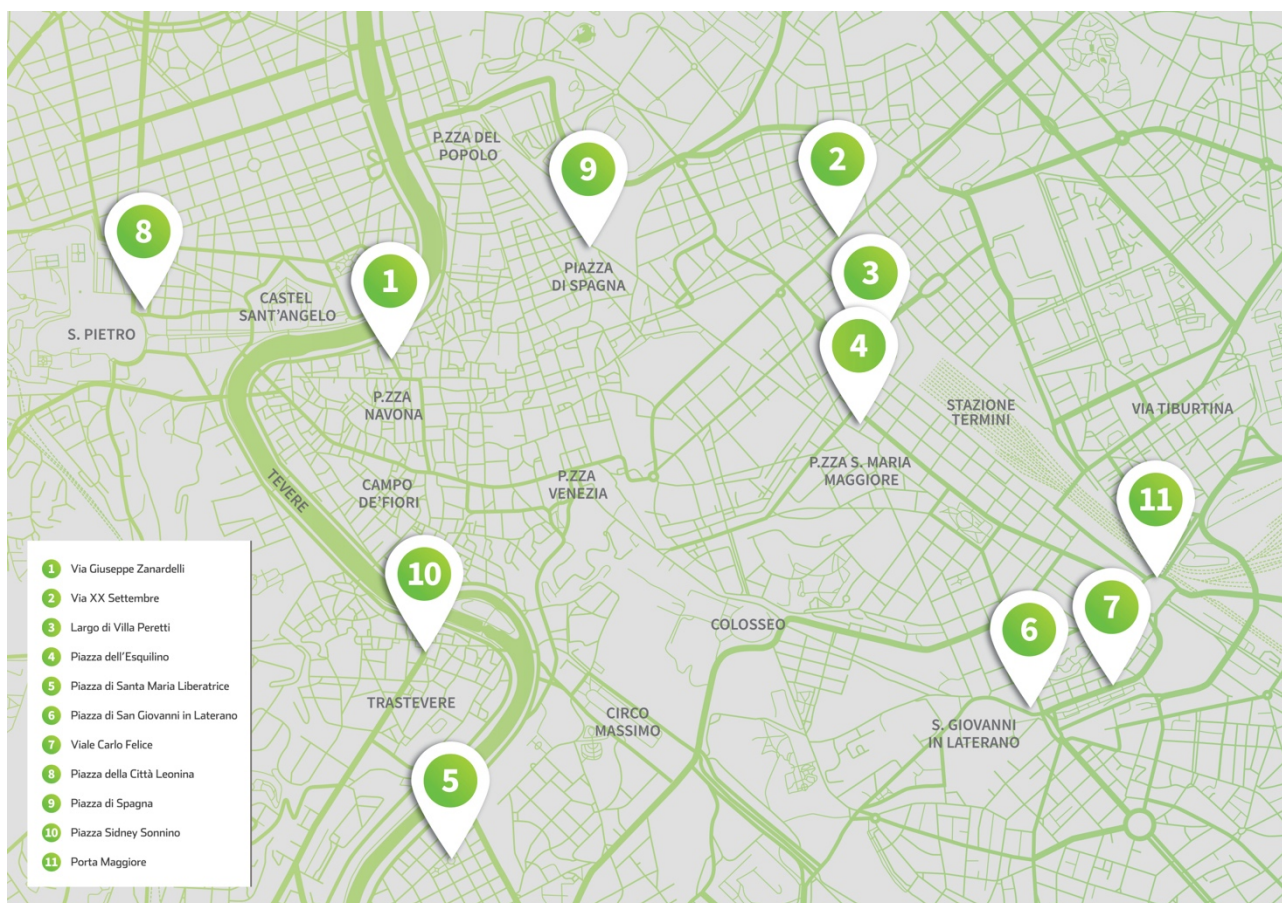 P.ZZA DEL
POPOLO
2
9
8
3
PIAZZA
DI SPAGNA
1
CASTEL
SANT'ANGELO
S. PIETRO
4
P.ZZA
NAVONA
STAZIONE
TERMINI
VIA TIBURTINA
P.ZZA S. MARIA
MAGGIORE
P.ZZA
VENEZIA
CAMPO
DE'FIORI
TEVERE
11
10
7
6
COLOSSEO
TRASTEVERE
CIRCO
MASSIMO
S. GIOVANNI
IN LATERANO
5
1 Via Giuseppe Zanardelli
2 Via XX Settembre
3 Largo di Villa Peretti
4 Piazza dell'Esquilino
5 Piazza di Santa Maria Liberatrice
6 Piazza di San Giovanni in Laterano
7 Viale Carlo Felice
8 Piazza della Città Leonina
9 Piazza di Spagna
10 Piazza Sidney Sonnino
11 Porta Maggiore